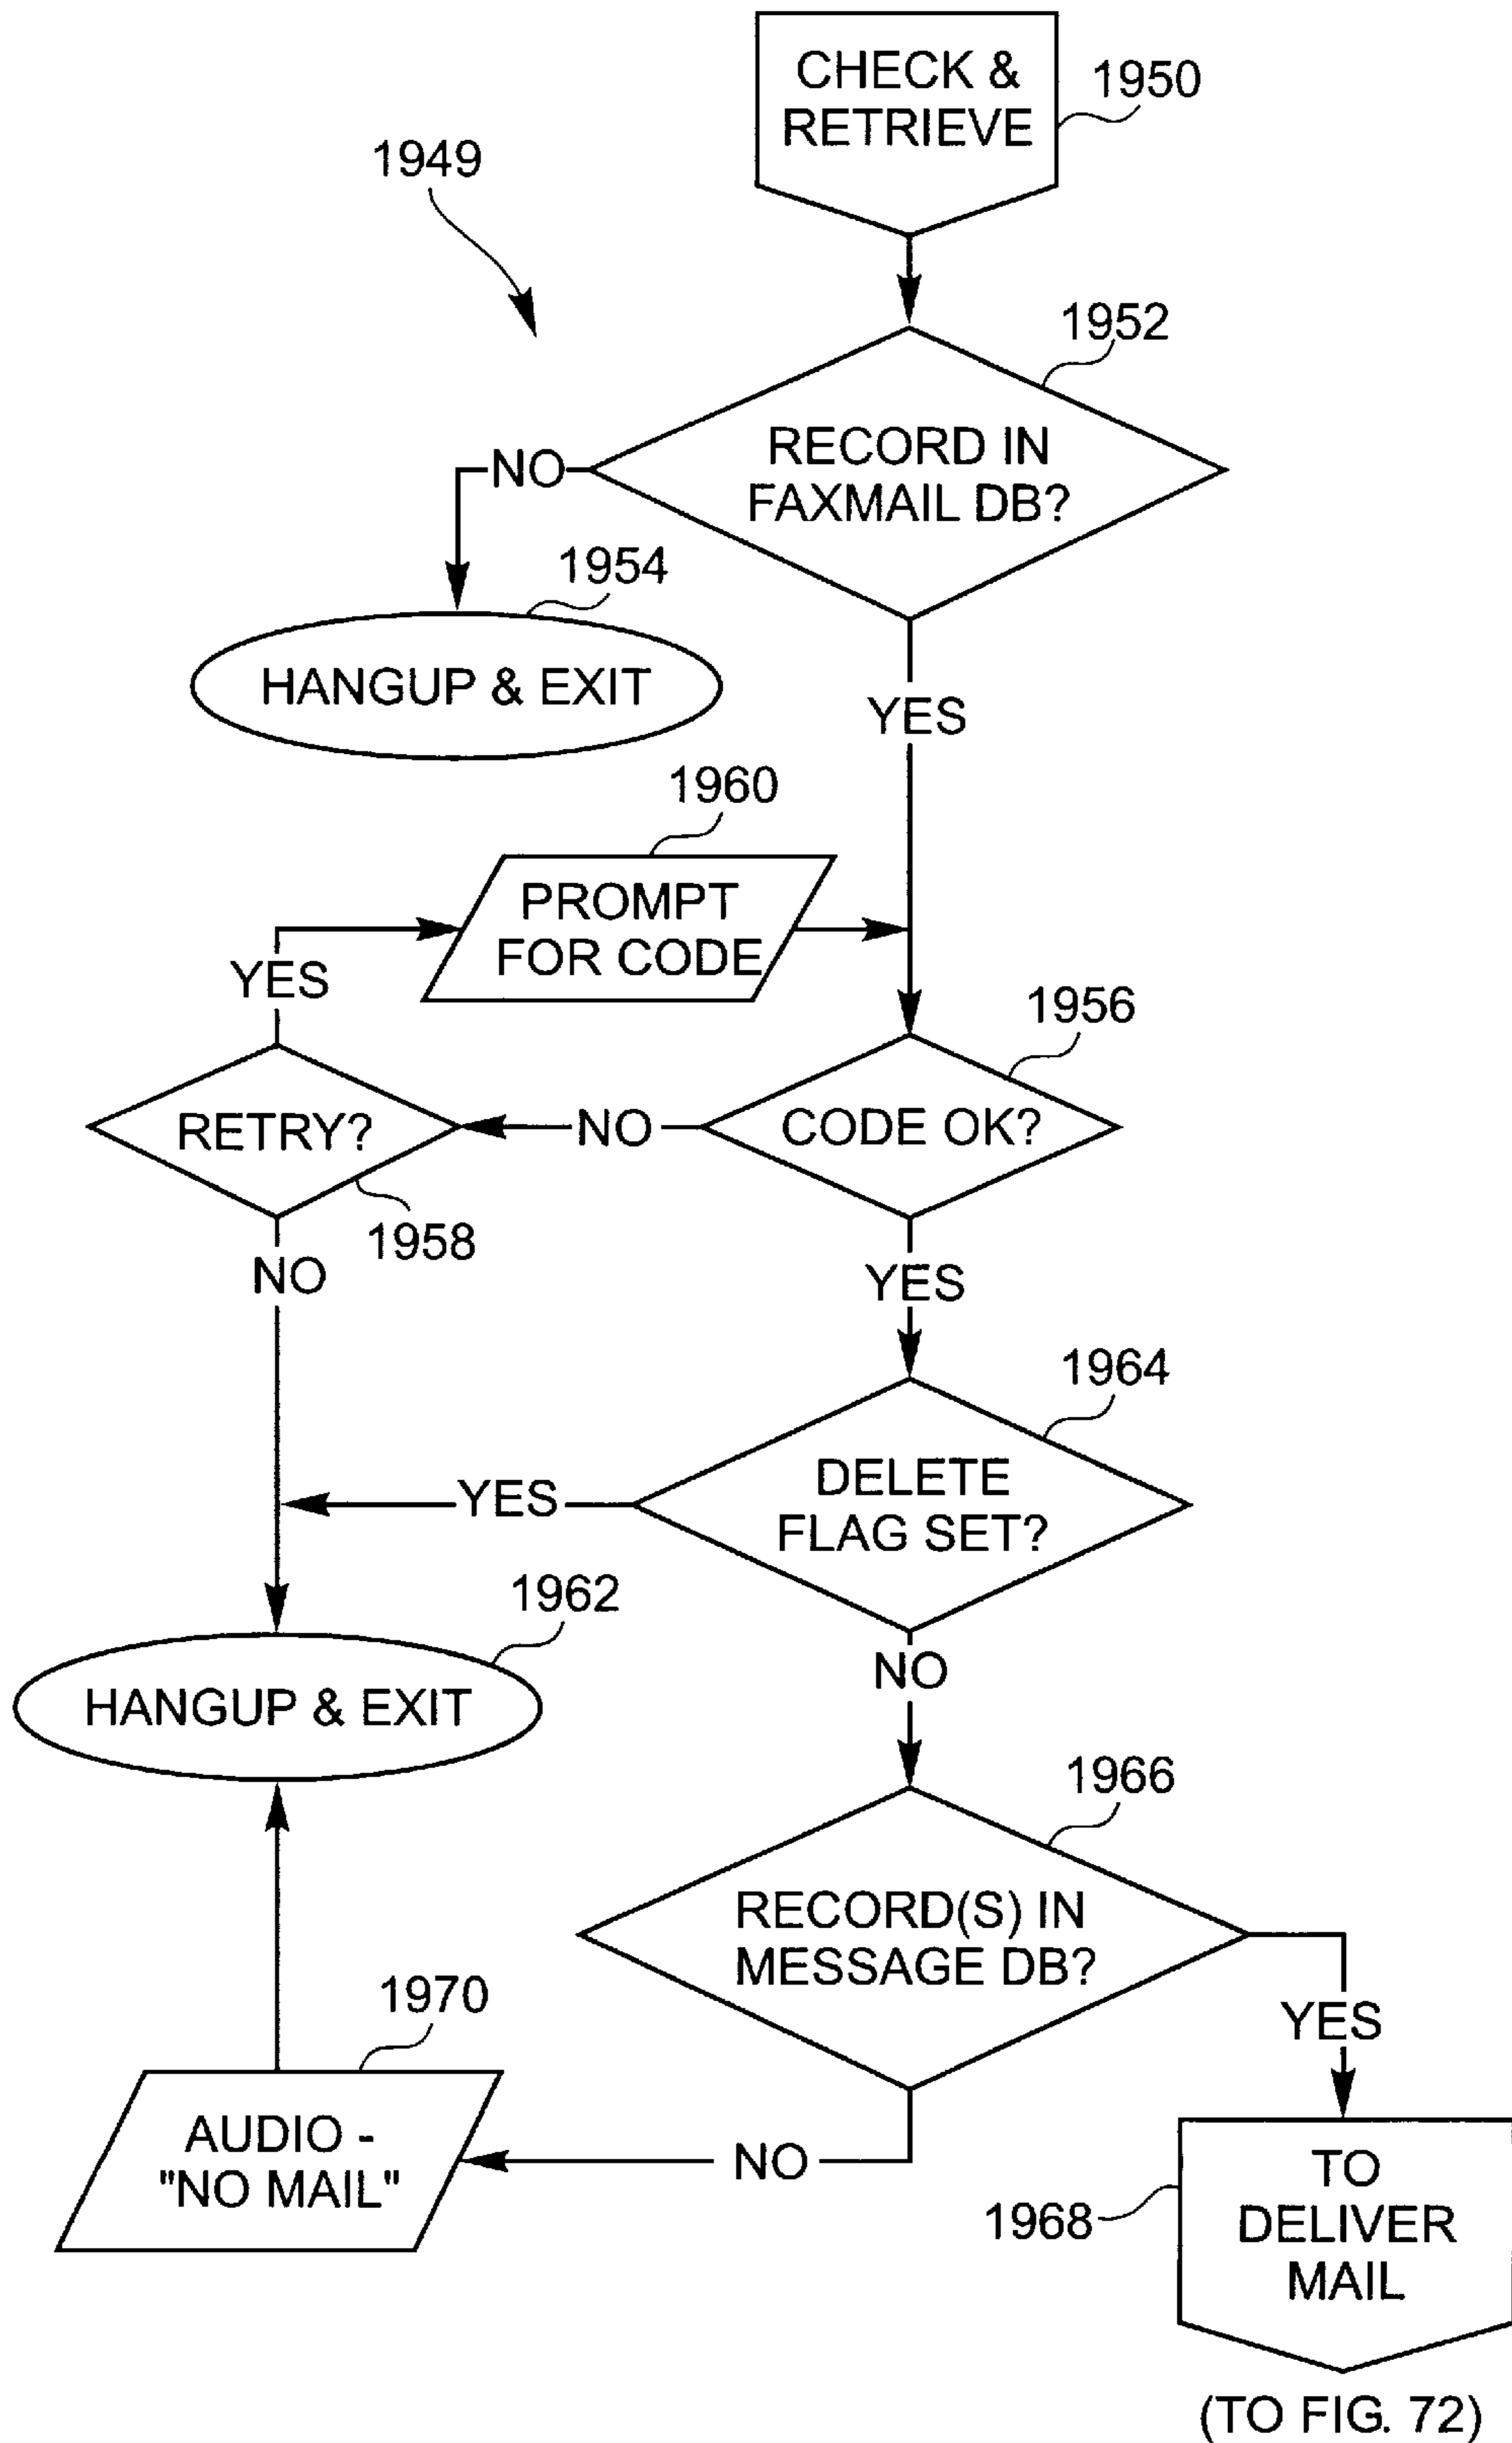 CHECK &
RETRIEVE
1950
1949
1952
RECORD IN
FAXMAIL DB?
NO
1954
HANGUP & EXIT
YES
1960
PROMPT
FOR CODE
YES
1956
RETRY?
NO
CODE OK?
1958
NO
YES
1964
DELETE
FLAG SET?
YES
1962
HANGUP & EXIT
NO
1966
RECORD(S) IN
MESSAGE DB?
1970
YES
AUDIO -
"NO MAIL"
NO
1968
TO
DELIVER
MAIL
(TO FIG. 72)